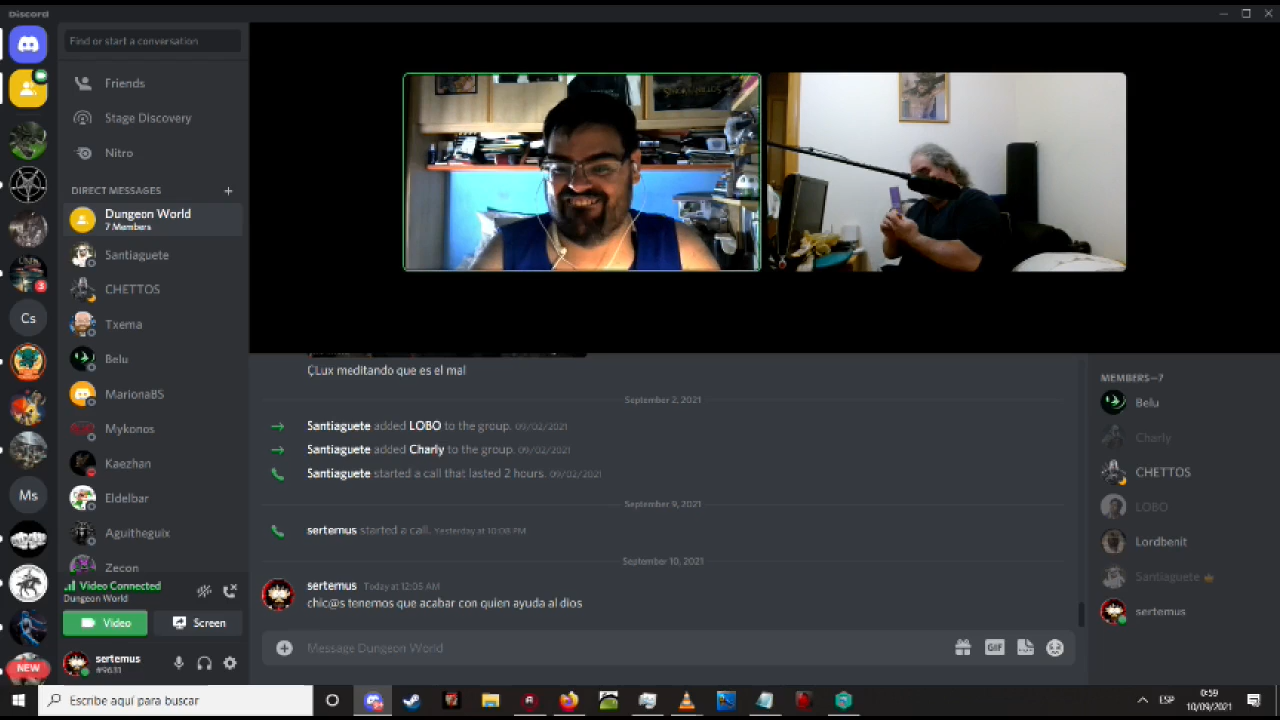 Discord
Find or start a conversation
Friends
Stage Discovery
Nitro
DIRECT MESSAGES +
Dungeon World
7 Members
Santiaguete
CHETTOS
Txema
Belu
MarionaBS
Mykonos
Kaezhan
Eldelbar
Aguitheguix
Zecon
3
Cs
Ms
NEW
Video Connected
Dungeon World
Video
Screen
sertemus
#9631
ÇLux meditando que es el mal
September 2, 2021
Santiaguete added LOBO to the group. 09/02/2021
Santiaguete added Charly to the group. 09/02/2021
Santiaguete started a call that lasted 2 hours. 09/02/2021
September 9, 2021
sertemus started a call. Yesterday at 10:08 PM
September 10, 2021
sertemus Today at 12:05 AM
chic@s tenemos que acabar con quien ayuda al dios
Message Dungeon World
GIF
MEMBERS—7
Belu
Charly
CHETTOS
LOBO
Lordbenit
Santiaguete
sertemus
Escribe aquí para buscar
ESP
0:59
10/09/2021